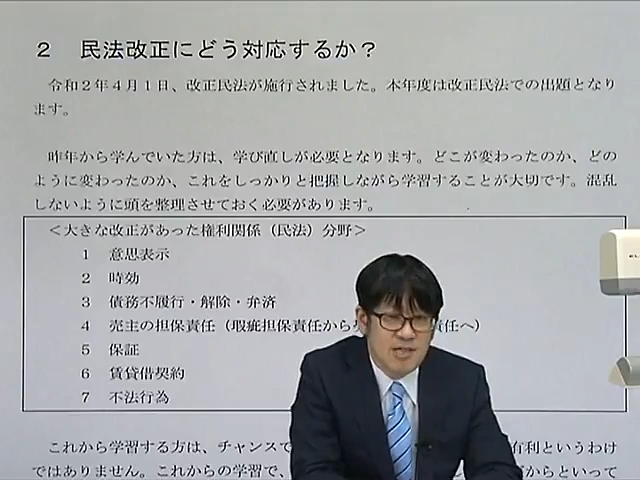 ２　民法改正にどう対応するか？
令和２年４月１日、改正民法が施行されました。本年度は改正民法での出題となり
ます。
昨年から学んでいた方は、学び直しが必要となります。どこが変わったのか、どの
ように変わったのか、これをしっかりと把握しながら学習することが大切です。混乱
しないように頭を整理させておく必要があります。
＜大きな改正があった権利関係（民法）分野＞
１　意思表示
２　時効
３　債務不履行・解除・弁済
４　売主の担保責任（瑕疵担保責任から 責任へ）
５　保証
６　賃貸借契約
７　不法行為
これから学習する方は、チャンスで 有利というわけ
ではありません。これからの学習で、 がらといって